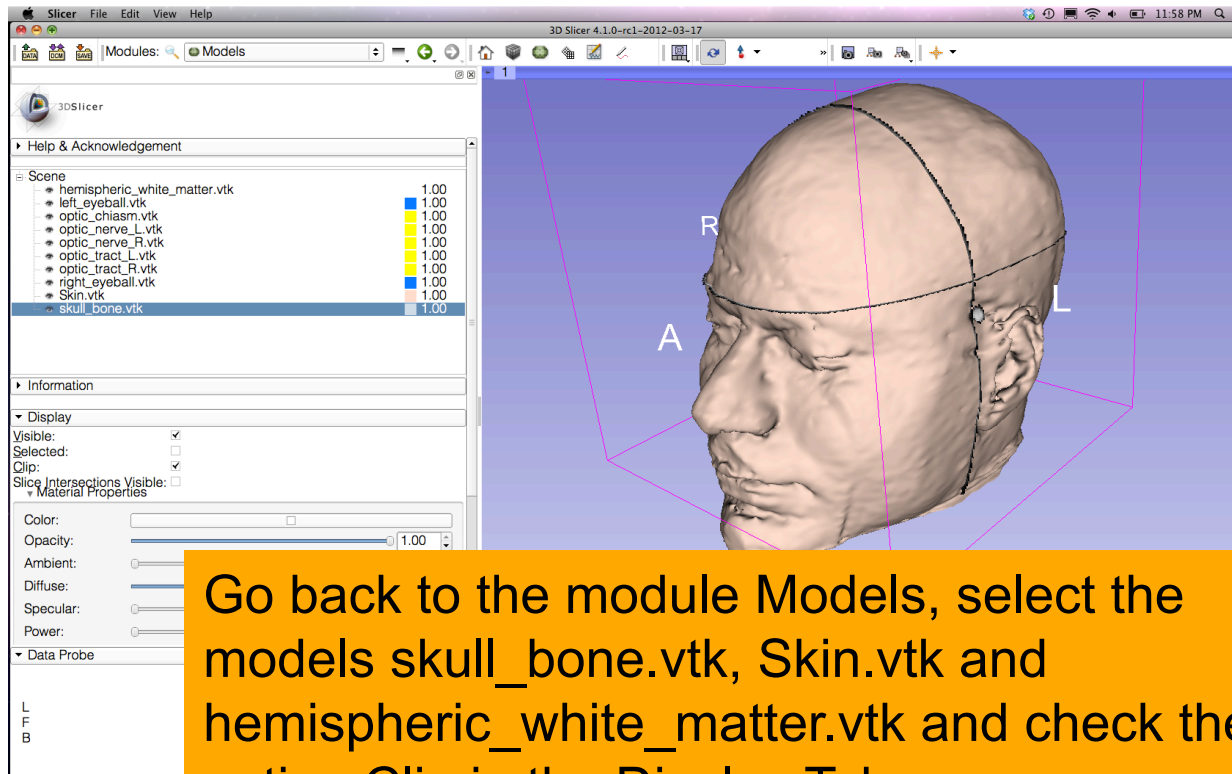 Slicer File Edit View Help 11:58 PM
3D Slicer 4.1.0-rc1-2012-03-17
DATA DCM SAVE Modules: Models
1
3DSlicer
Help & Acknowledgement
Scene
hemispheric_white_matter.vtk 1.00
left_eyeball.vtk 1.00
optic_chiasm.vtk 1.00
optic_nerve_L.vtk 1.00
optic_nerve_R.vtk 1.00
optic_tract_L.vtk 1.00
optic_tract_R.vtk 1.00
right_eyeball.vtk 1.00
Skin.vtk 1.00
skull_bone.vtk 1.00
R
L
A
Information
Display
Visible:
Selected:
Clip:
Slice Intersections Visible:
Material Properties
Color:
Opacity: 1.00
Ambient:
Diffuse:
Specular:
Power:
Data Probe
L
F
B
Go back to the module Models, select the
models skull_bone.vtk, Skin.vtk and
hemispheric_white_matter.vtk and check the